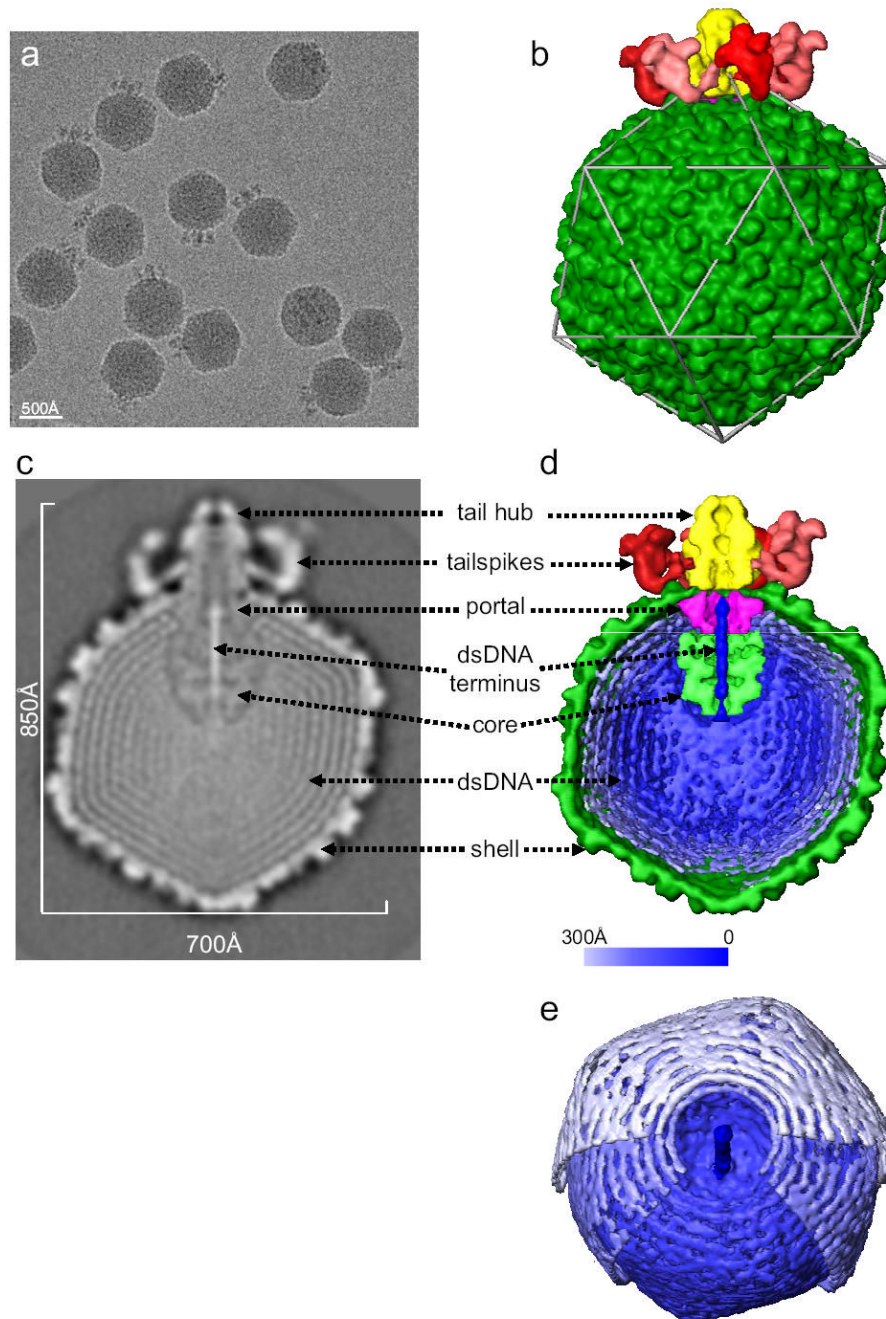 a
b
500Å
c
d
tail hub
tailspikes
portal
dsDNA
terminus
core
dsDNA
shell
850Å
700Å
300Å 0
e